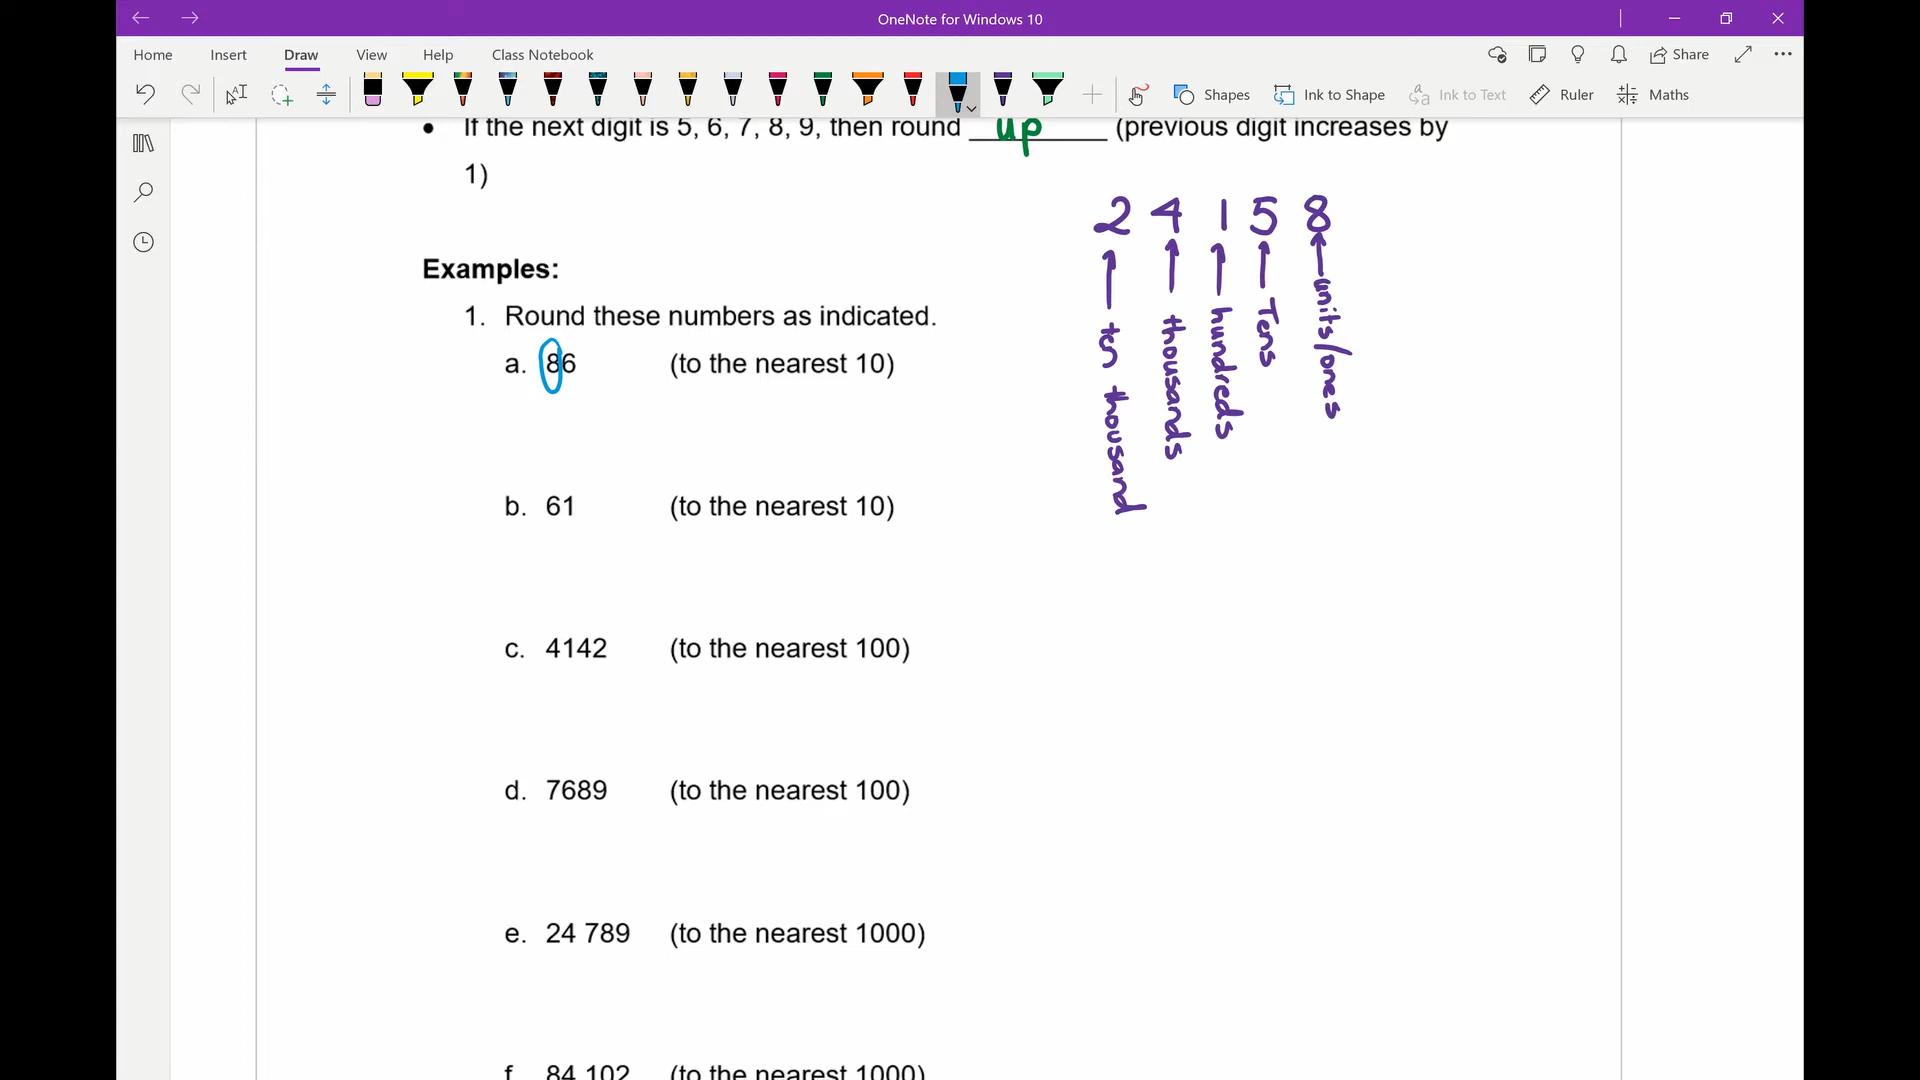 OneNote for Windows 10
Home Insert Draw View Help Class Notebook Share
Shapes Ink to Shape Ink to Text Ruler Maths
• If the next digit is 5, 6, 7, 8, 9, then round up (previous digit increases by
1)
2 4 1 5 8
ten thousand
thousands
hundreds
Tens
units/ones
Examples:
1. Round these numbers as indicated.
a. 86 (to the nearest 10)
b. 61 (to the nearest 10)
c. 4142 (to the nearest 100)
d. 7689 (to the nearest 100)
e. 24 789 (to the nearest 1000)
f. 84 102 (to the nearest 1000)